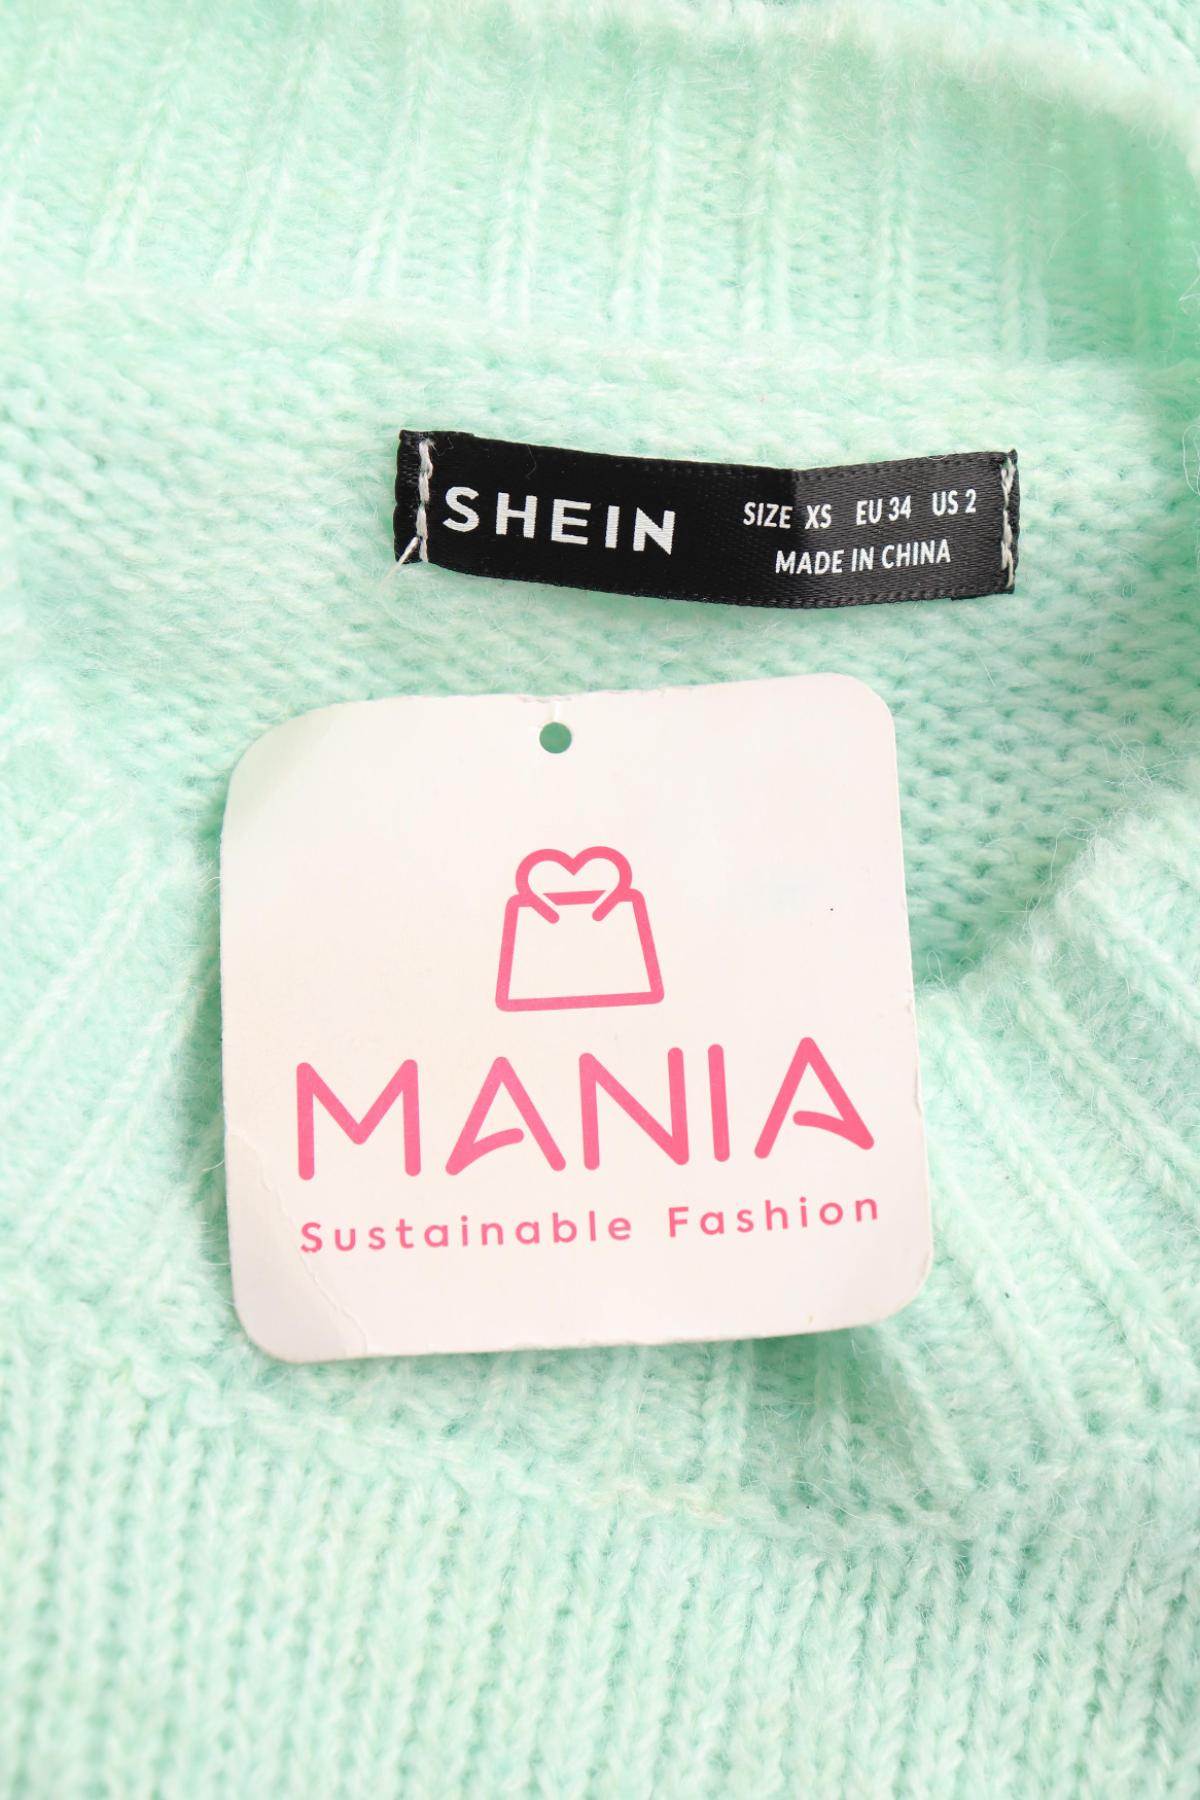 SHEIN
SIZE XS EU 34 US 2
MADE IN CHINA
MANIA
Sustainable Fashion